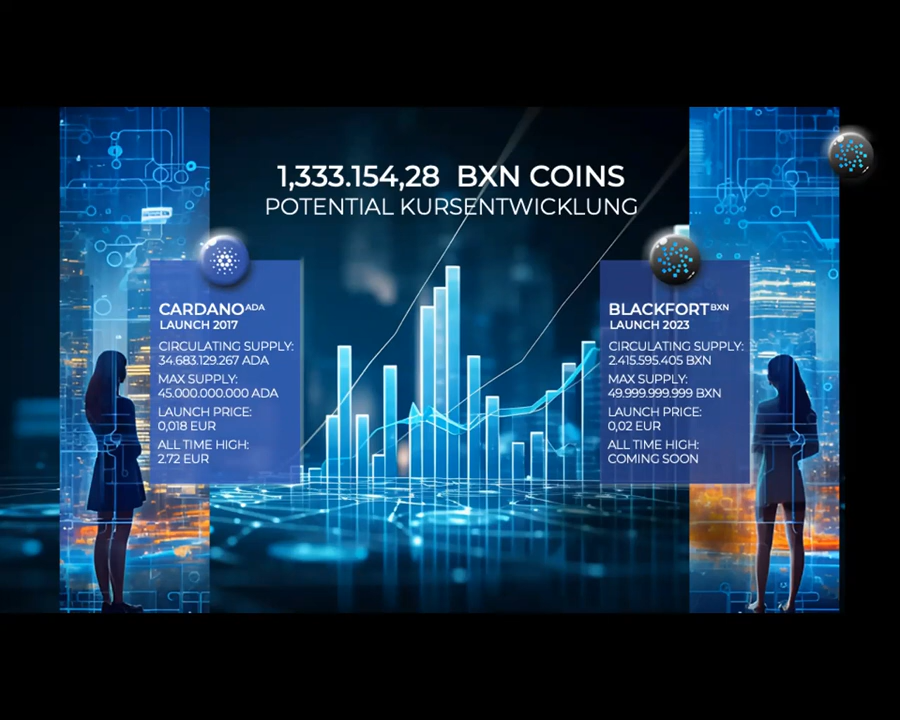 1,333.154,28 BXN COINS
POTENTIAL KURSENTWICKLUNG
CARDANO ADA
LAUNCH 2017
CIRCULATING SUPPLY:
34.683.129.267 ADA
MAX SUPPLY:
45.000.000.000 ADA
LAUNCH PRICE:
0,018 EUR
ALL TIME HIGH:
2.72 EUR
BLACKFORT BXN
LAUNCH 2023
CIRCULATING SUPPLY:
2.415.595.405 BXN
MAX SUPPLY:
49.999.999.999 BXN
LAUNCH PRICE:
0,02 EUR
ALL TIME HIGH:
COMING SOON